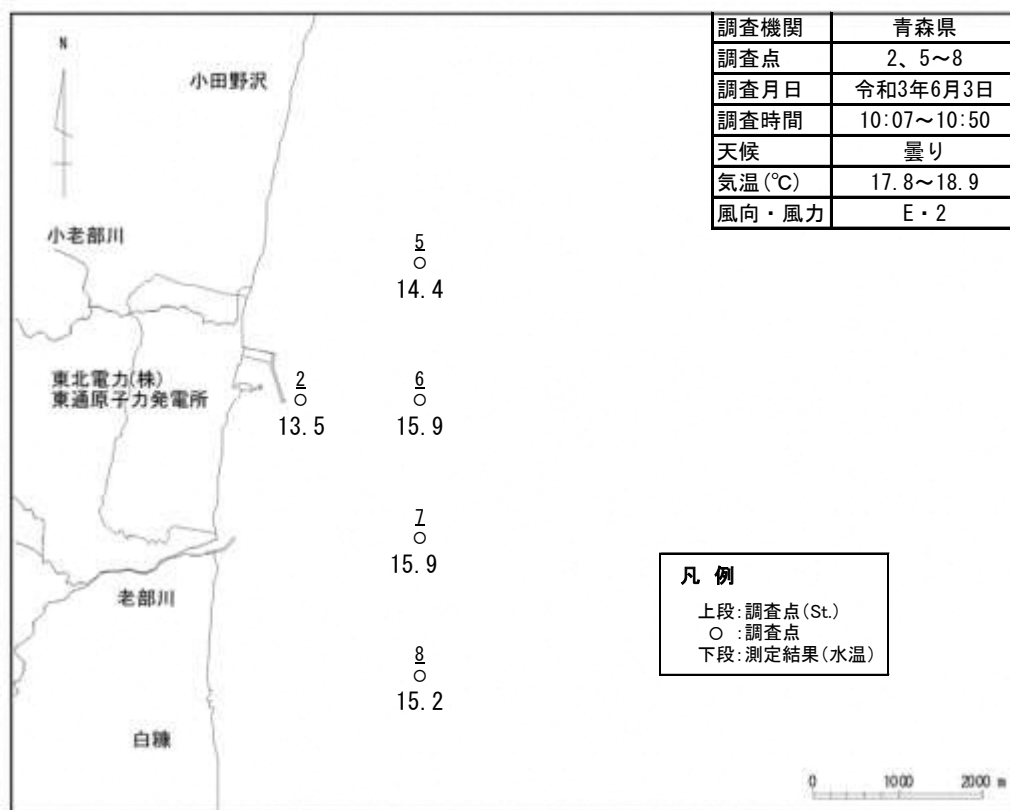 調査機関 青森県
調査点 2、5～8
調査月日 令和3年6月3日
調査時間 10:07～10:50
天候 曇り
気温(℃) 17.8～18.9
風向・風力 E・2
N
小田野沢
小老部川
5
14.4
東北電力(株)
東通原子力発電所
2
13.5
6
15.9
7
15.9
老部川
8
15.2
白糠
凡 例
上段:調査点(St.)
○ :調査点
下段:測定結果(水温)
0 1000 2000 m